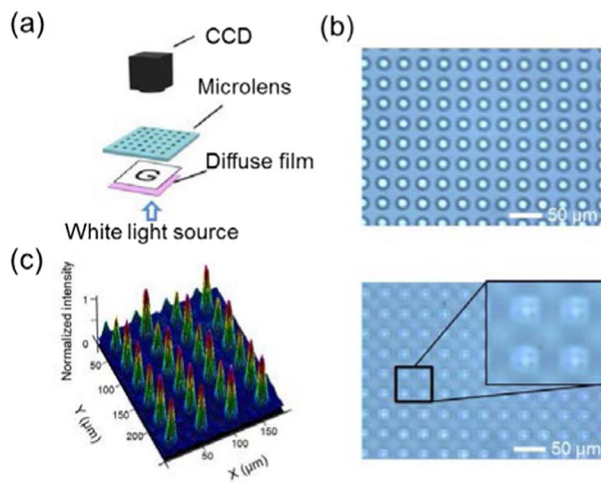 (a)
CCD
Microlens
G
Diffuse film
White light source
(b)
50 μm
50 μm
(c)
Normalized intensity
1
0
50
100
150
200
Y (μm)
50
100
150
X (μm)